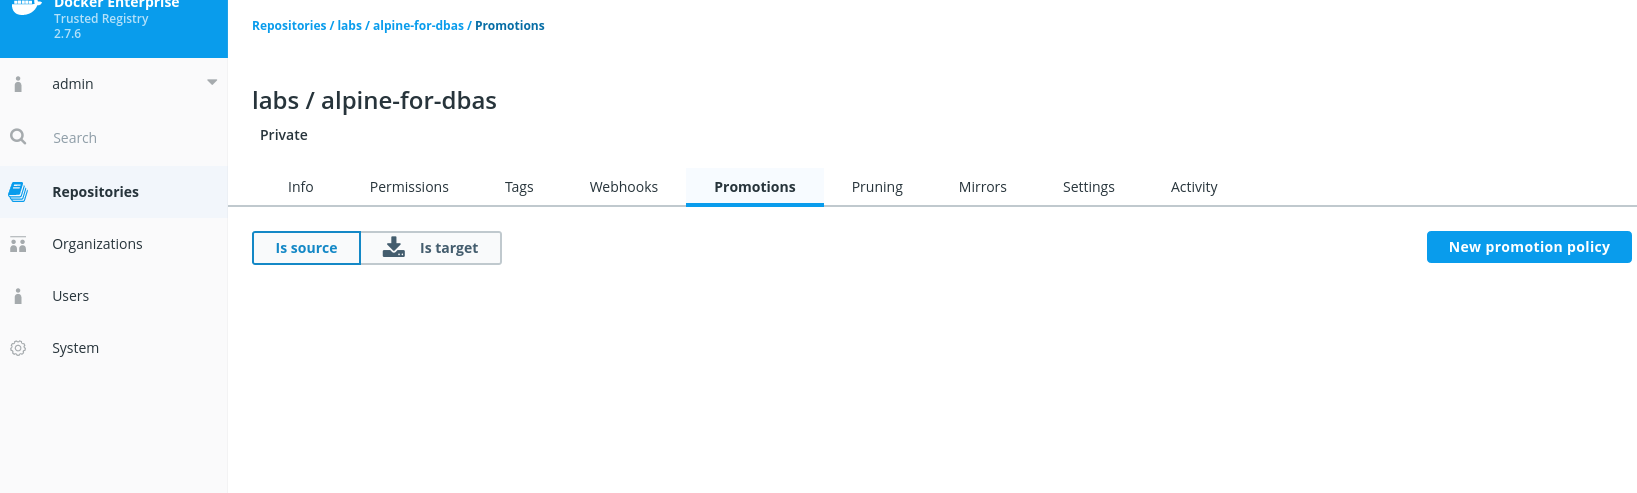 Docker Enterprise
Trusted Registry
2.7.6
admin
Search
Repositories
Organizations
Users
System
Repositories / labs / alpine-for-dbas / Promotions
labs / alpine-for-dbas
Private
Info Permissions Tags Webhooks Promotions Pruning Mirrors Settings Activity
Is source Is target New promotion policy